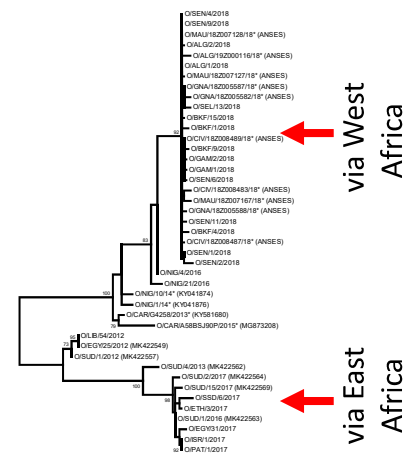 O/SEN/4/2018
O/SEN/9/2018
O/MAU/18Z007128/18* (ANSES)
O/ALG/2/2018
O/ALG/19Z000116/18* (ANSES)
O/ALG/1/2018
O/MAU/18Z007127/18* (ANSES)
O/GNA/18Z005587/18* (ANSES)
O/GNA/18Z005582/18* (ANSES)
O/SEL/13/2018
O/BKF/15/2018
92
O/BKF/1/2018
O/CIV/18Z008489/18* (ANSES)
O/BKF/9/2018
O/GAM/2/2018
O/GAM/1/2018
O/SEN/6/2018
O/CIV/18Z008483/18* (ANSES)
O/MAU/18Z007167/18* (ANSES)
O/GNA/18Z005588/18* (ANSES)
O/SEN/11/2018
O/BKF/4/2018
O/CIV/18Z008487/18* (ANSES)
83
O/SEN/1/2018
O/SEN/2/2018
O/NIG/4/2016
O/NIG/21/2016
100
O/NIG/10/14* (KY041874)
O/NIG/1/14* (KY041876)
O/CAR/G4258/2013* (KY581680)
79
O/CAR/A58BSJ90P/2015* (MG873208)
via West
Africa
O/LIB/54/2012
95
O/EGY/25/2012 (MK422549)
73
O/SUD/1/2012 (MK422557)
O/SUD/4/2013 (MK422562)
O/SUD/2/2017 (MK422564)
100
O/SUD/15/2017 (MK422569)
98
O/SSD/6/2017
O/ETH/3/2017
O/SUD/1/2016 (MK422563)
O/EGY/31/2017
O/ISR/1/2017
92
O/PAT/1/2017
via East
Africa